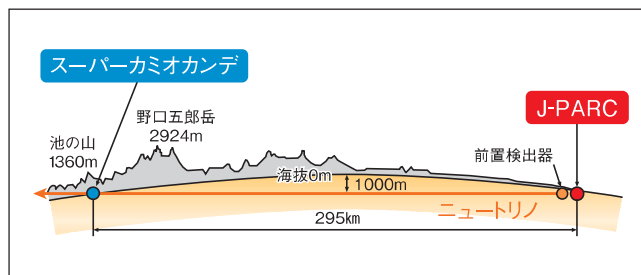 スーパーカミオカンデ
J-PARC
野口五郎岳
2924m
池の山
1360m
前置検出器
海抜0m
1000m
ニュートリノ
295km